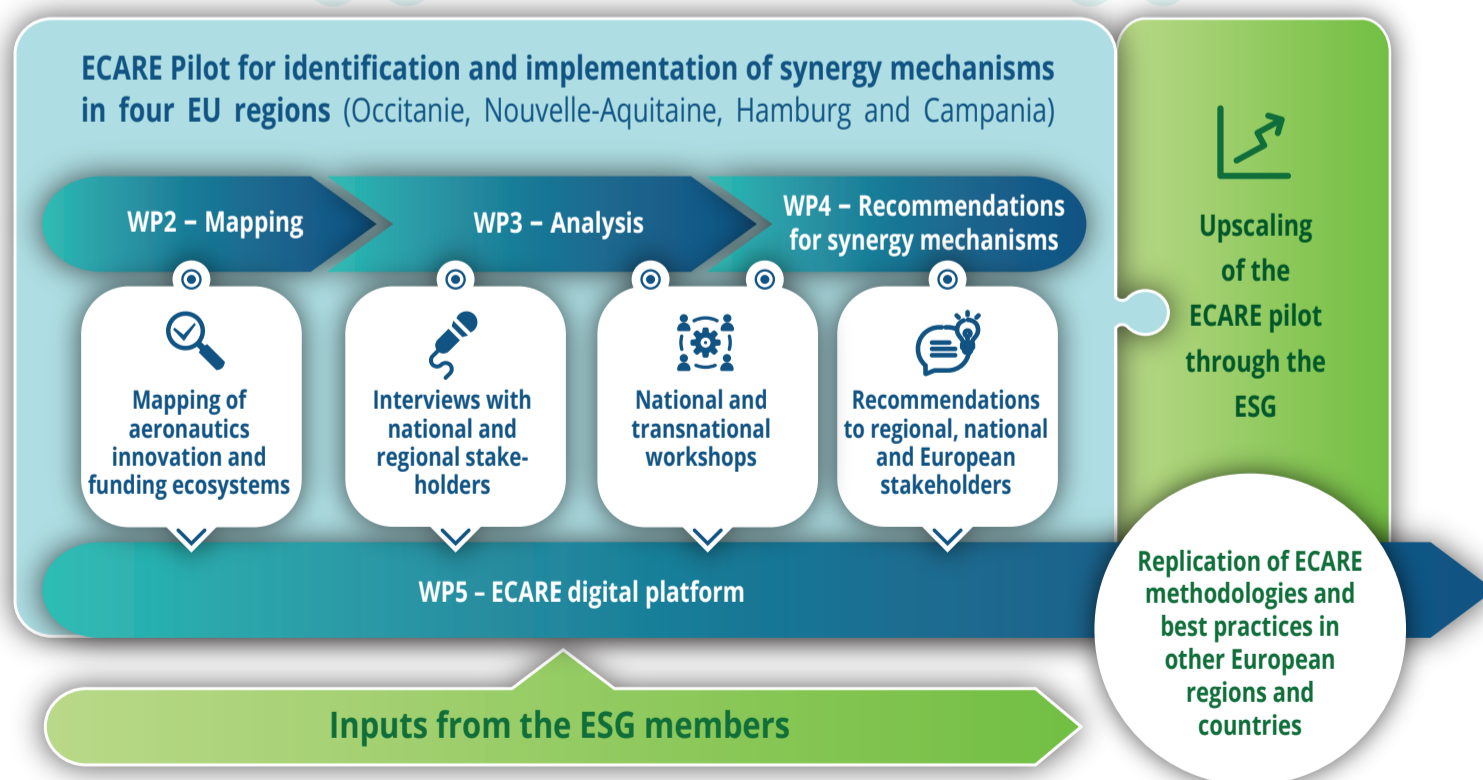 ECARE Pilot for identification and implementation of synergy mechanisms
in four EU regions (Occitanie, Nouvelle-Aquitaine, Hamburg and Campania)
WP2 – Mapping
WP3 – Analysis
WP4 – Recommendations
for synergy mechanisms
Mapping of
aeronautics
innovation and
funding ecosystems
Interviews with
national and
regional stake-
holders
National and
transnational
workshops
Recommendations
to regional, national
and European
stakeholders
WP5 – ECARE digital platform
Inputs from the ESG members
Upscaling
of the
ECARE pilot
through the
ESG
Replication of ECARE
methodologies and
best practices in
other European
regions and
countries